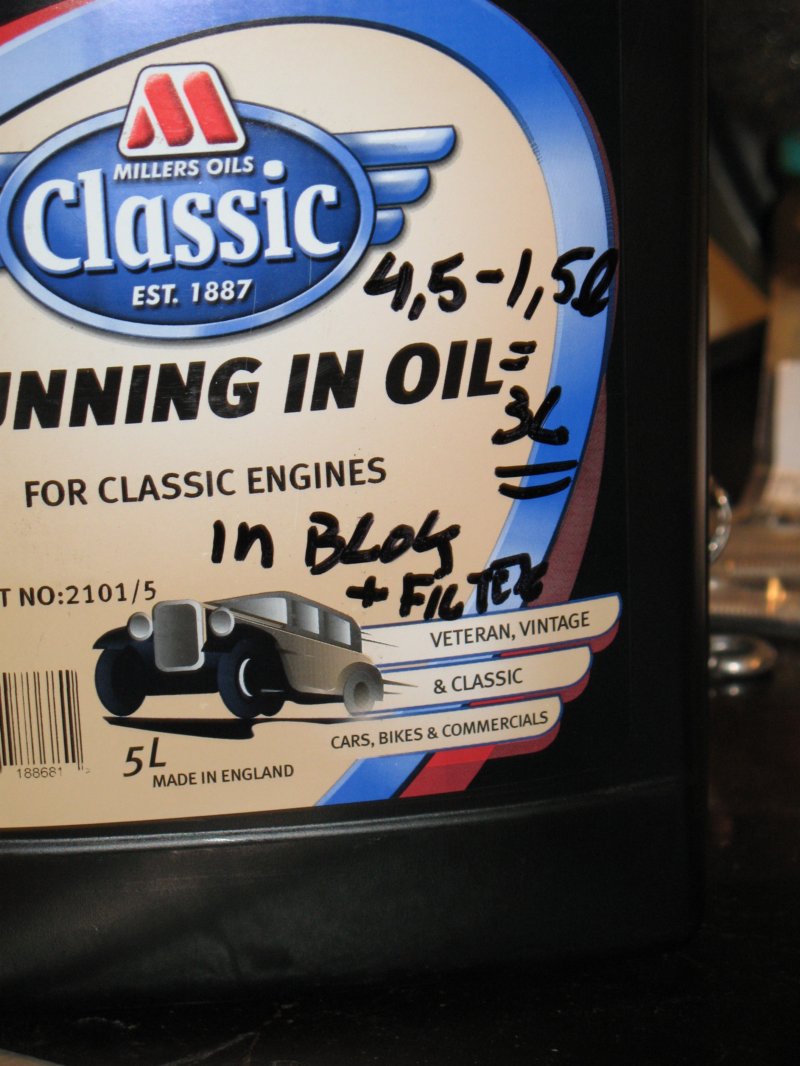 MILLERS OILS
Classic
EST. 1887
4,5-1,5l
UNNING IN OIL
=
3L
FOR CLASSIC ENGINES
in BLOG
+ FILTER
T NO:2101/5
VETERAN, VINTAGE
& CLASSIC
CARS, BIKES & COMMERCIALS
5L
MADE IN ENGLAND
188681